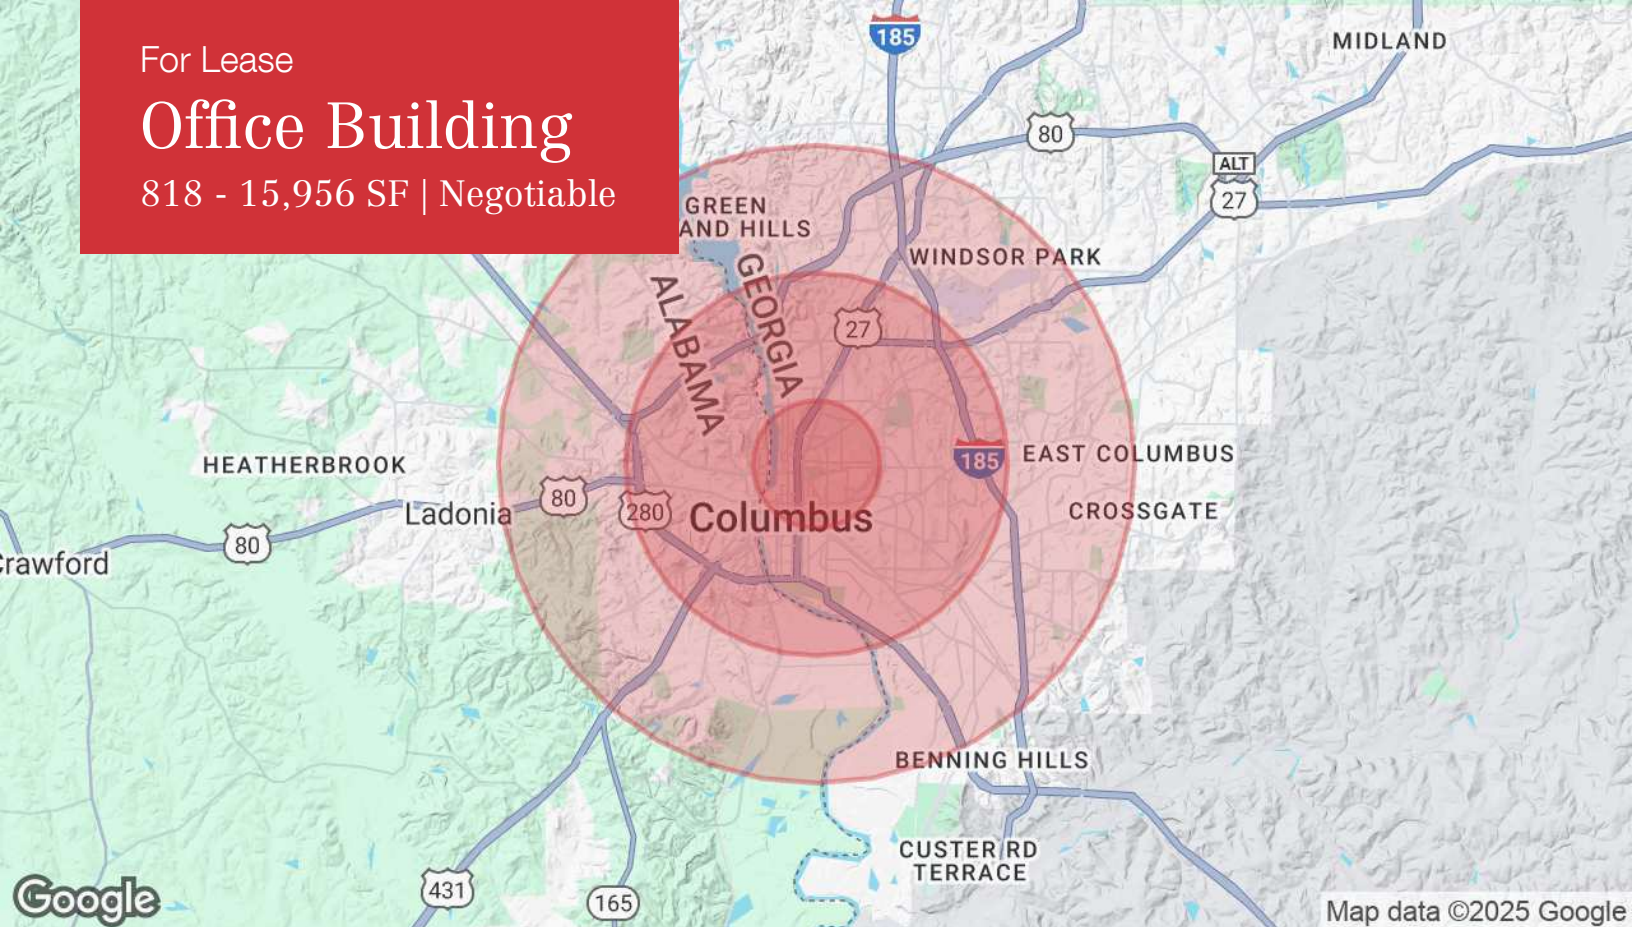 For Lease
Office Building
818 - 15,956 SF | Negotiable
185
MIDLAND
80
ALT
27
GREEN
AND HILLS
WINDSOR PARK
GEORGIA
ALABAMA
27
HEATHERBROOK
EAST COLUMBUS
185
80
Ladonia
280
Columbus
CROSSGATE
80
Crawford
BENNING HILLS
CUSTER RD
TERRACE
431
165
Google
Map data ©2025 Google